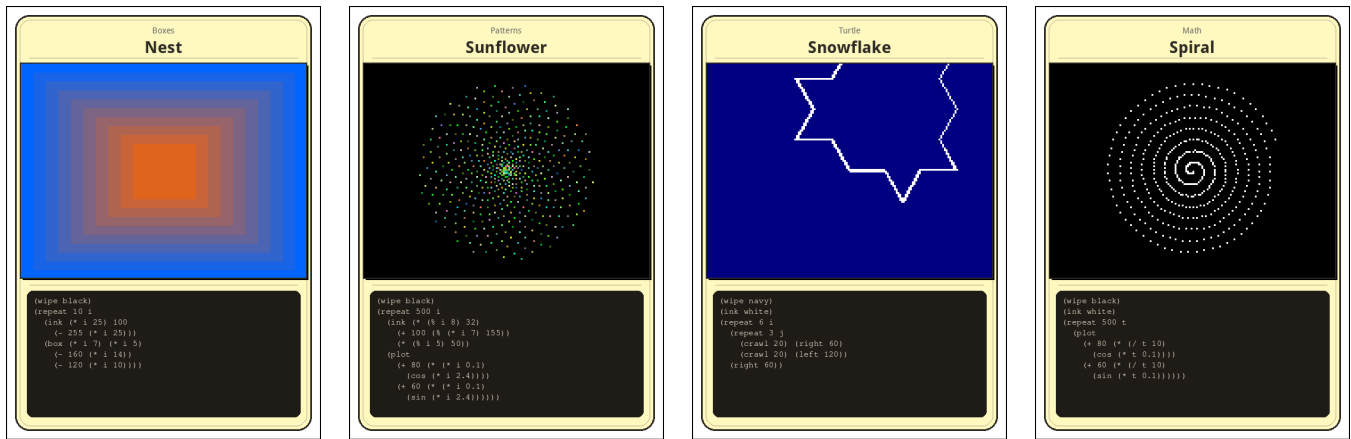 Boxes
Nest
(wipe black)
(repeat 10 i
(ink (* i 25) 100
(- 255 (* i 25)))
(box (* i 7) (* i 5)
(- 160 (* i 14))
(- 120 (* i 10))))
Patterns
Sunflower
(wipe black)
(repeat 500 i
(ink (* (% i 8) 32)
(+ 100 (% (* i 7) 155))
(* (% i 5) 50))
(plot
(+ 80 (* (* i 0.1)
(cos (* i 2.4))))
(+ 60 (* (* i 0.1)
(sin (* i 2.4))))))
Turtle
Snowflake
(wipe navy)
(ink white)
(repeat 6 i
(repeat 3 j
(crawl 20) (right 60)
(crawl 20) (left 120))
(right 60))
Math
Spiral
(wipe black)
(ink white)
(repeat 500 t
(plot
(+ 80 (* (/ t 10)
(cos (* t 0.1))))
(+ 60 (* (/ t 10)
(sin (* t 0.1))))))